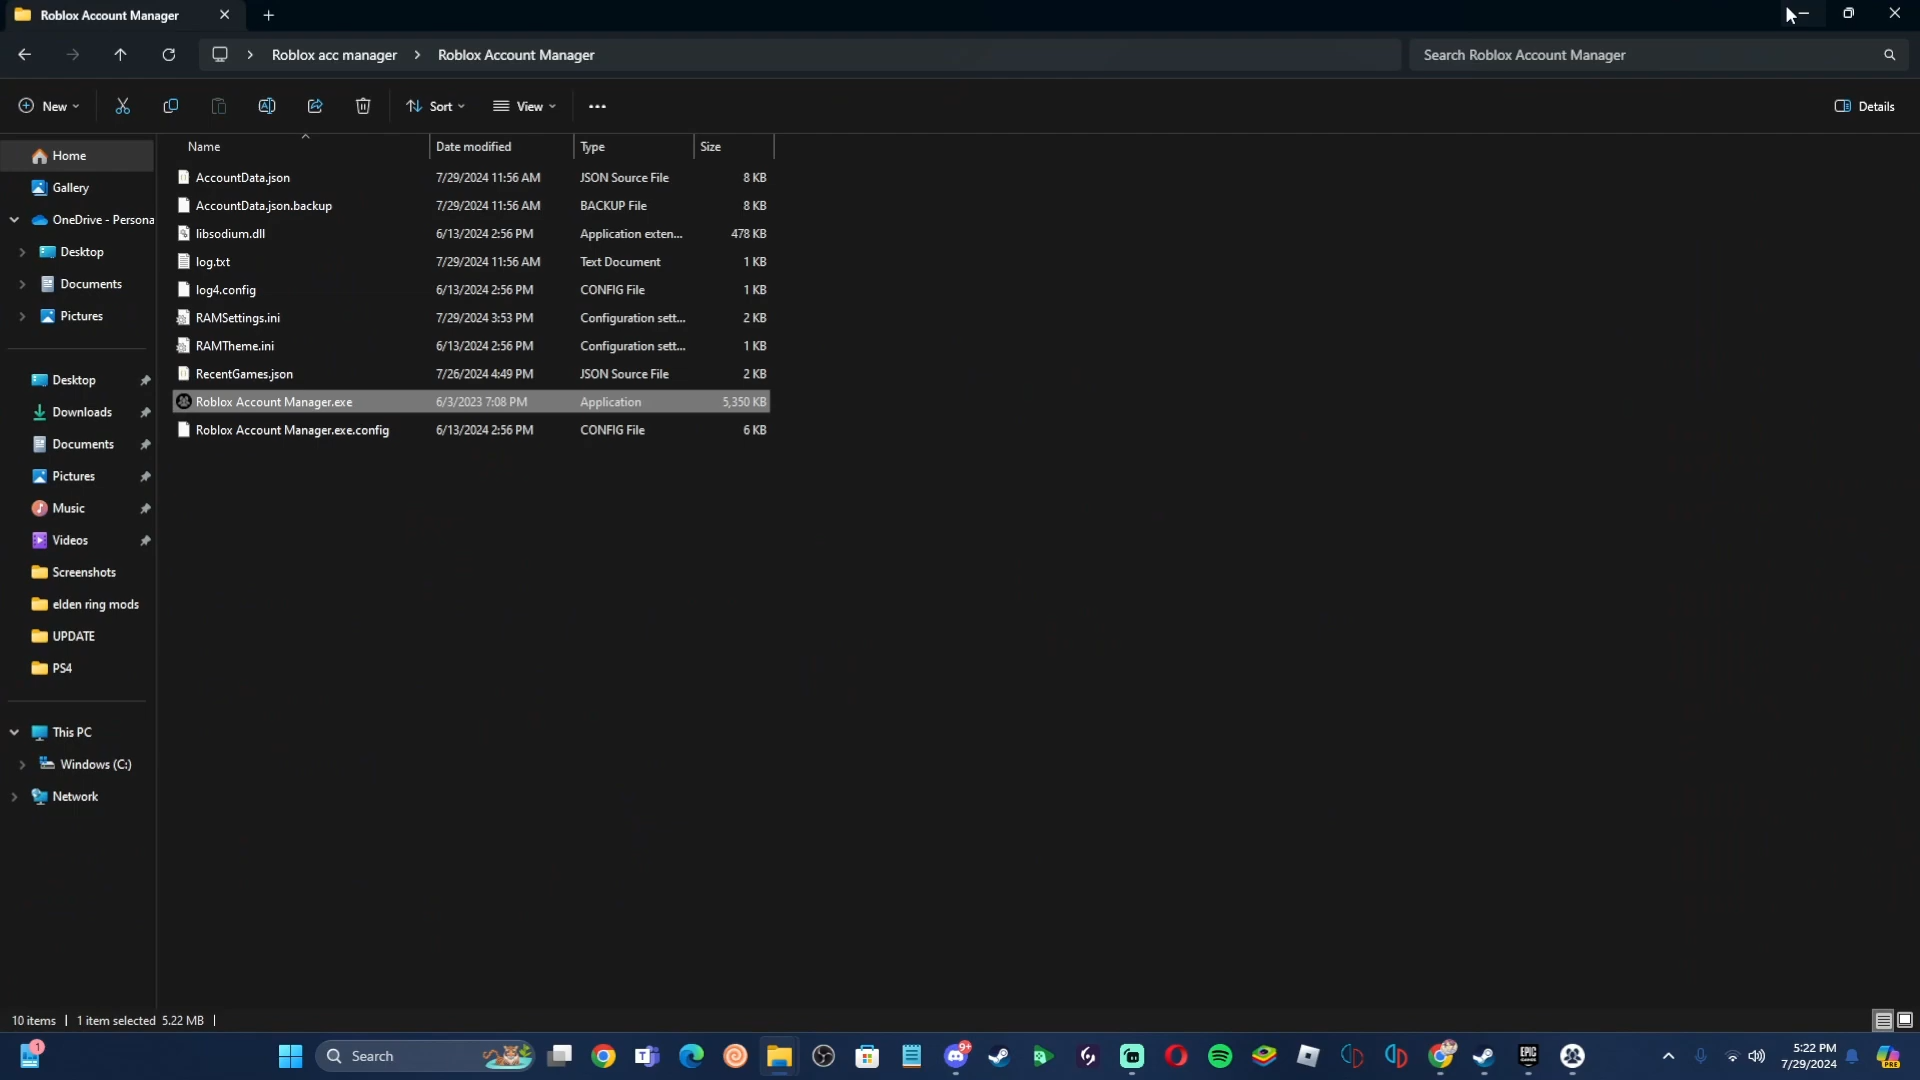 Roblox Account Manager
Roblox acc manager > Roblox Account Manager
Search Roblox Account Manager
New
Sort
View
Details
Name Date modified Type Size
AccountData.json 7/29/2024 11:56 AM JSON Source File 8 KB
AccountData.json.backup 7/29/2024 11:56 AM BACKUP File 8 KB
libsodium.dll 6/13/2024 2:56 PM Application exten... 478 KB
log.txt 7/29/2024 11:56 AM Text Document 1 KB
log4.config 6/13/2024 2:56 PM CONFIG File 1 KB
RAMSettings.ini 7/29/2024 3:53 PM Configuration sett... 2 KB
RAMTheme.ini 6/13/2024 2:56 PM Configuration sett... 1 KB
RecentGames.json 7/26/2024 4:49 PM JSON Source File 2 KB
Roblox Account Manager.exe 6/3/2023 7:08 PM Application 5,350 KB
Roblox Account Manager.exe.config 6/13/2024 2:56 PM CONFIG File 6 KB
Home
Gallery
OneDrive - Persona
Desktop
Documents
Pictures
Desktop
Downloads
Documents
Pictures
Music
Videos
Screenshots
elden ring mods
UPDATE
PS4
This PC
Windows (C:)
Network
10 items | 1 item selected 5.22 MB |
1
Search
9+
EPIC
GAMES
5:22 PM
7/29/2024
PRE